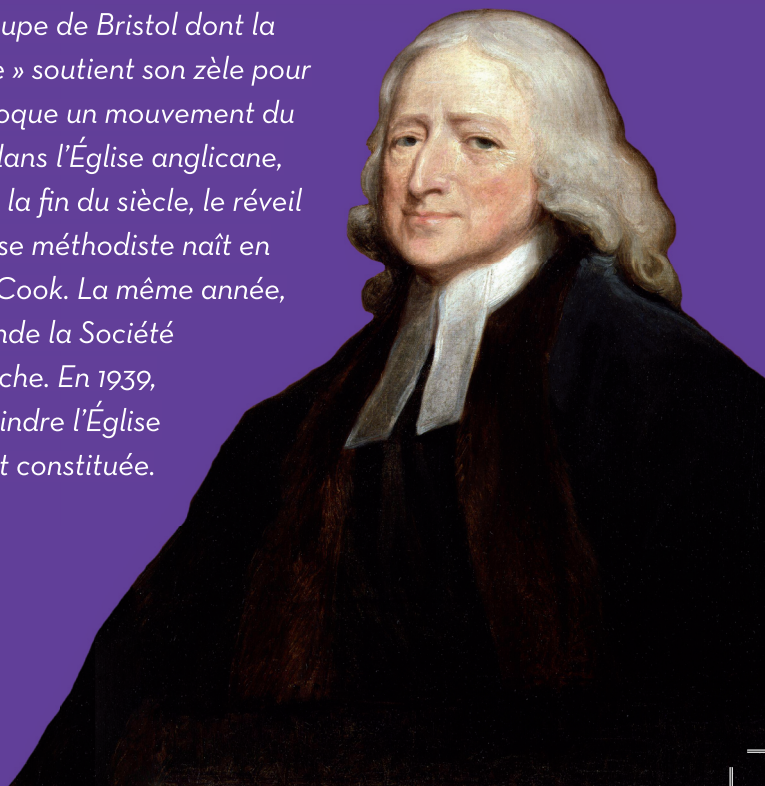 upe de Bristol dont la
e » soutient son zèle pour
oque un mouvement du
dans l’Église anglicane,
la fin du siècle, le réveil
se méthodiste naît en
Cook. La même année,
nde la Société
che. En 1939,
indre l’Église
t constituée.